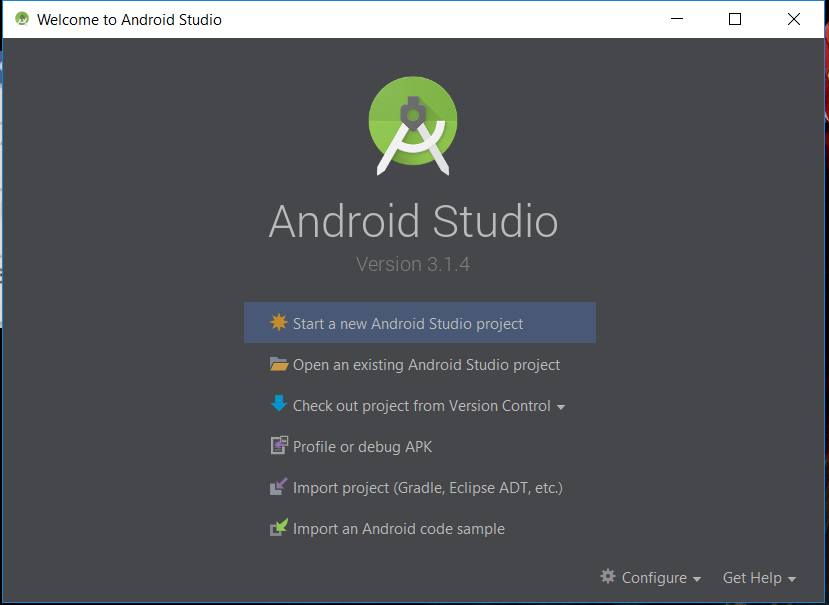 Welcome to Android Studio
Android Studio
Version 3.1.4
Start a new Android Studio project
Open an existing Android Studio project
Check out project from Version Control
Profile or debug APK
Import project (Gradle, Eclipse ADT, etc.)
Import an Android code sample
Configure Get Help